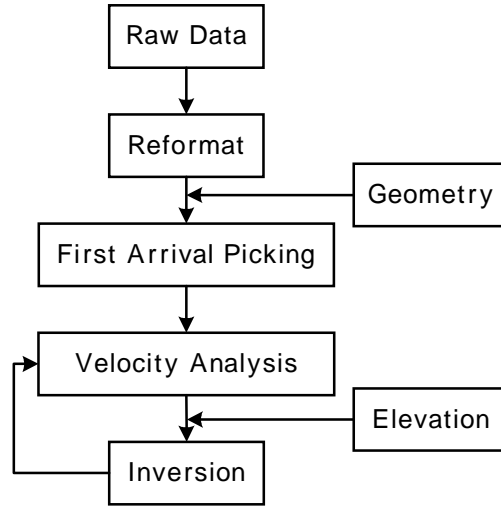 Raw Data
Reformat
Geometry
First Arrival Picking
Velocity Analysis
Elevation
Inversion